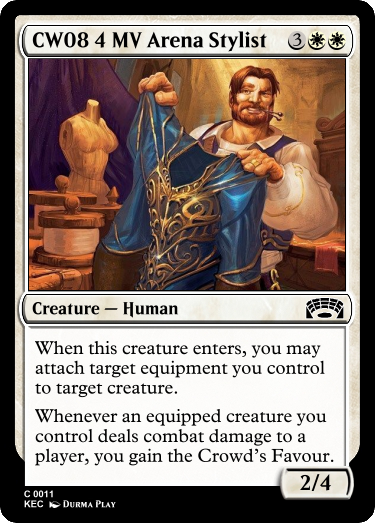 CW08 4 MV Arena Stylist 3
Creature — Human
When this creature enters, you may
attach target equipment you control
to target creature.
Whenever an equipped creature you
control deals combat damage to a
player, you gain the Crowd's Favour.
2/4
C 0011
KEC DURMA PLAY